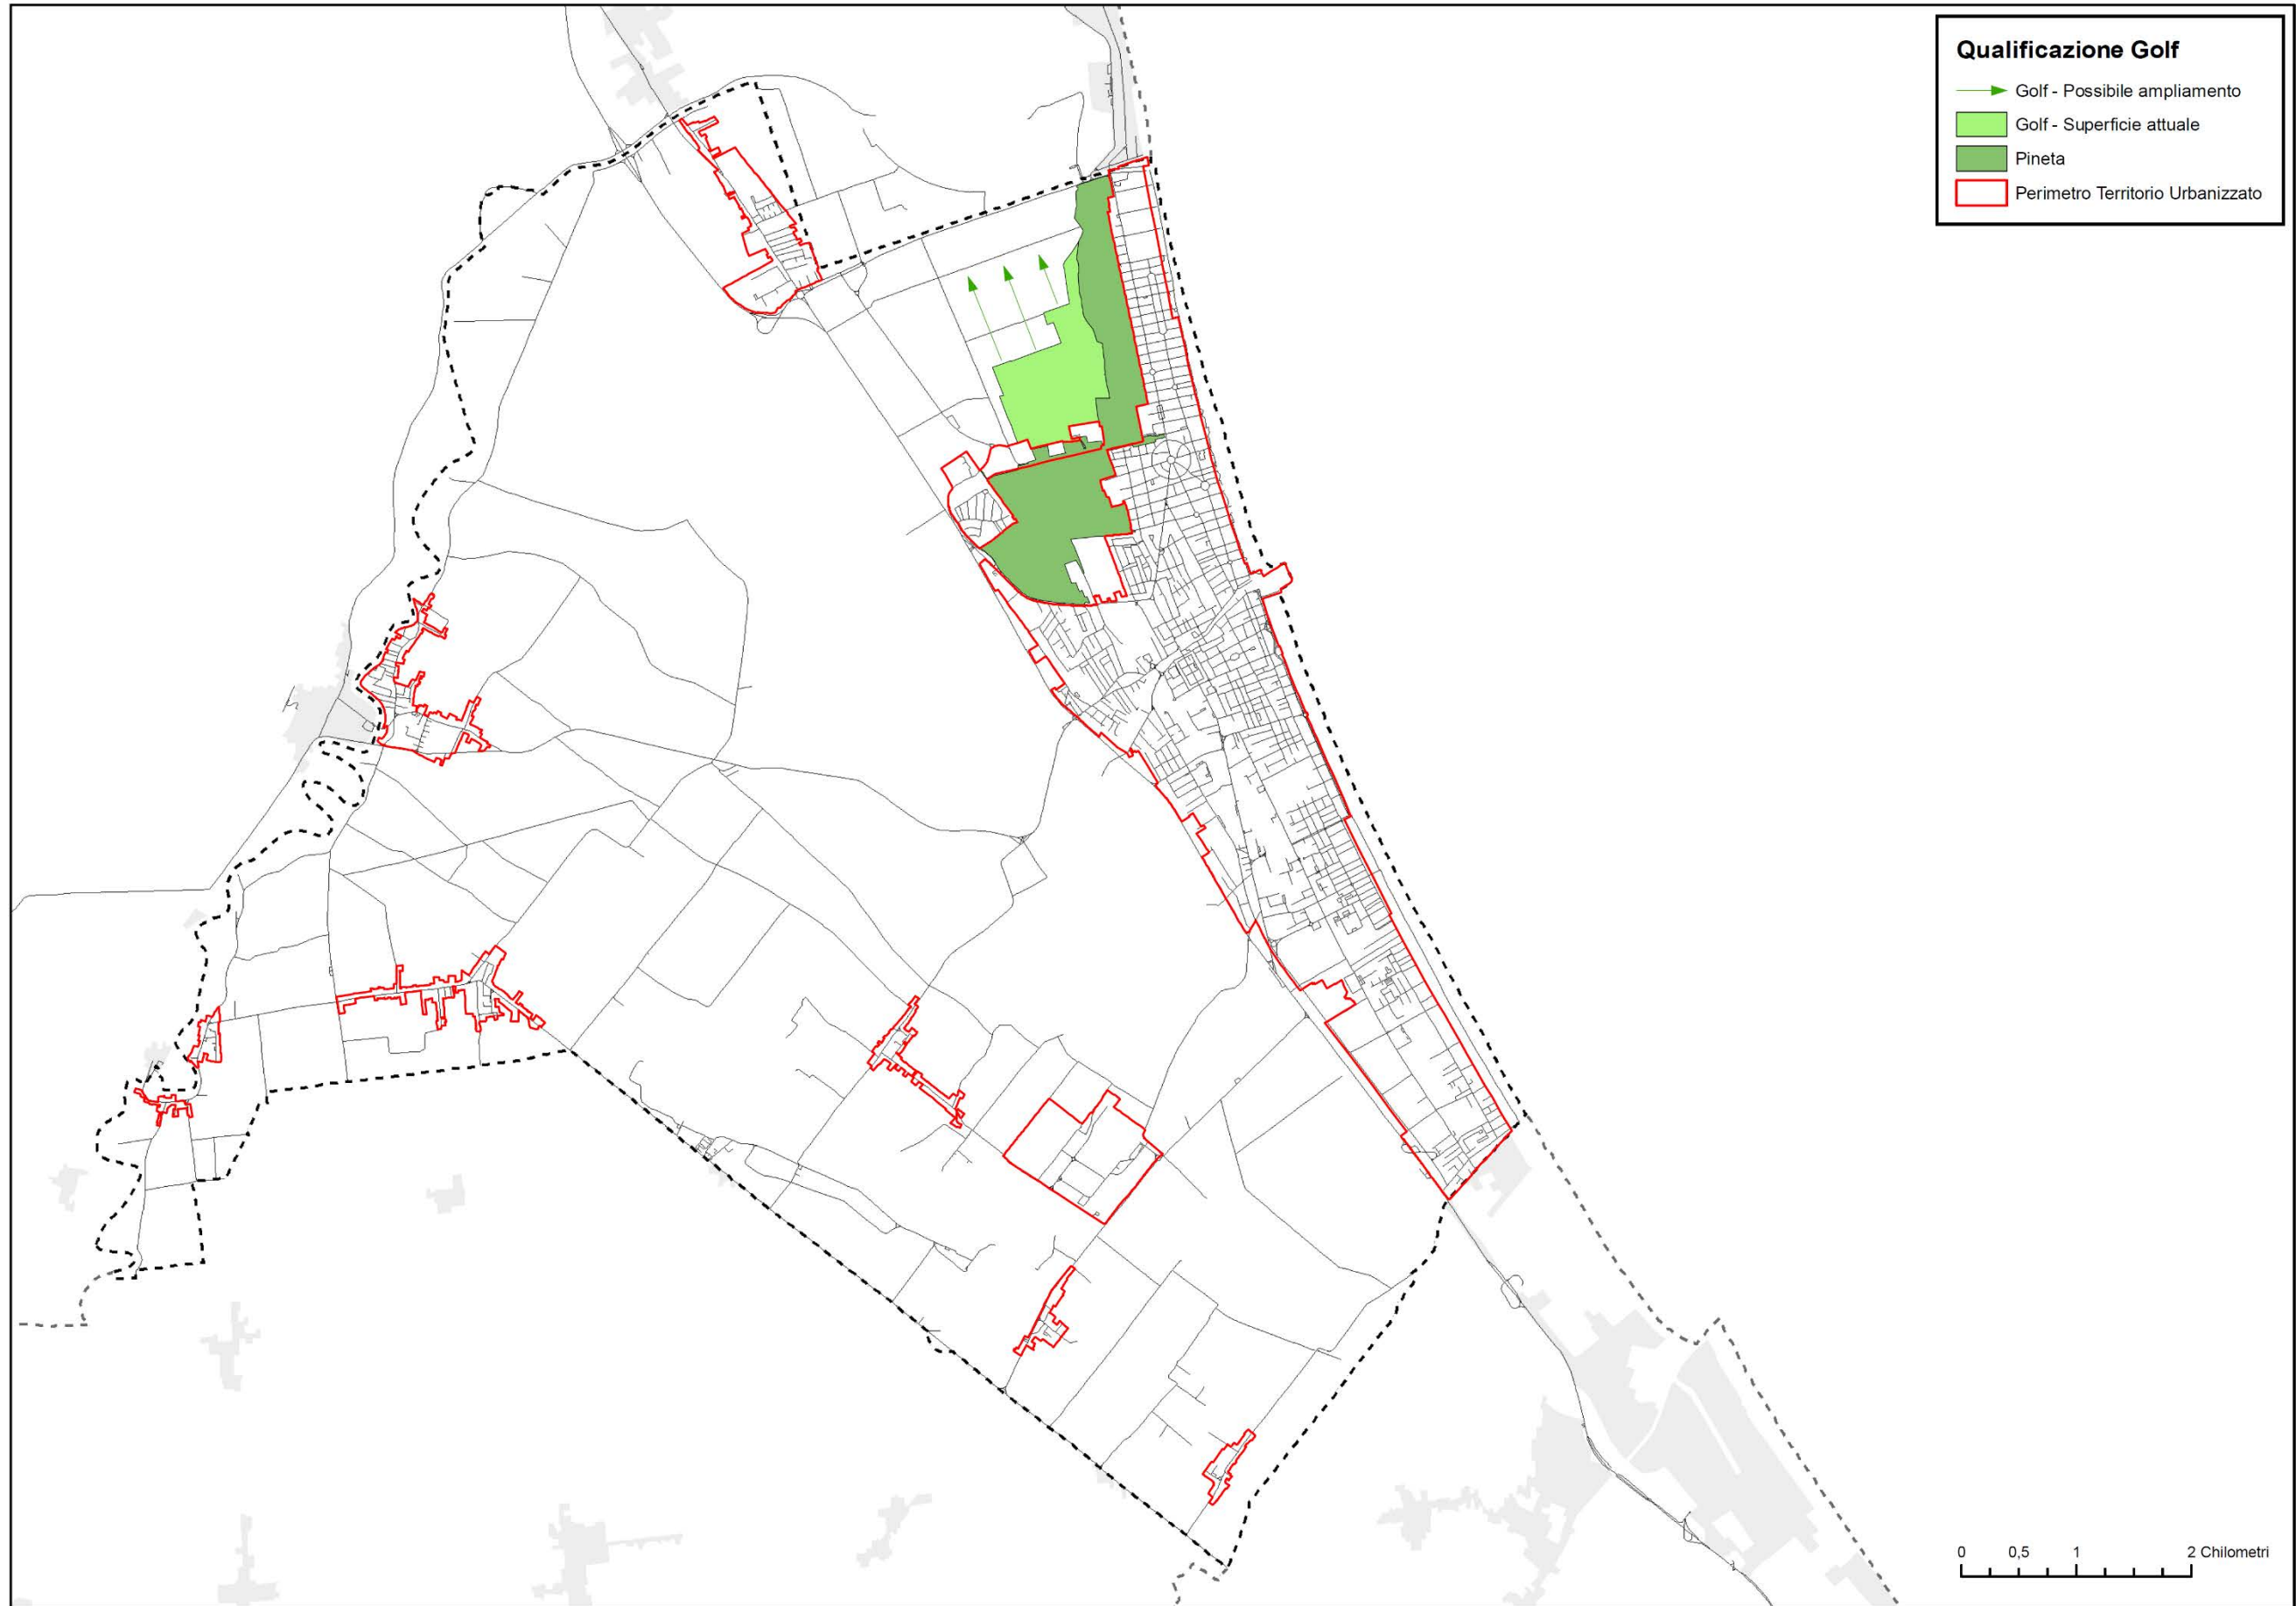 Qualificazione Golf
Golf - Possibile ampliamento
Golf - Superficie attuale
Pineta
Perimetro Territorio Urbanizzato
0 0,5 1 2 Chilometri